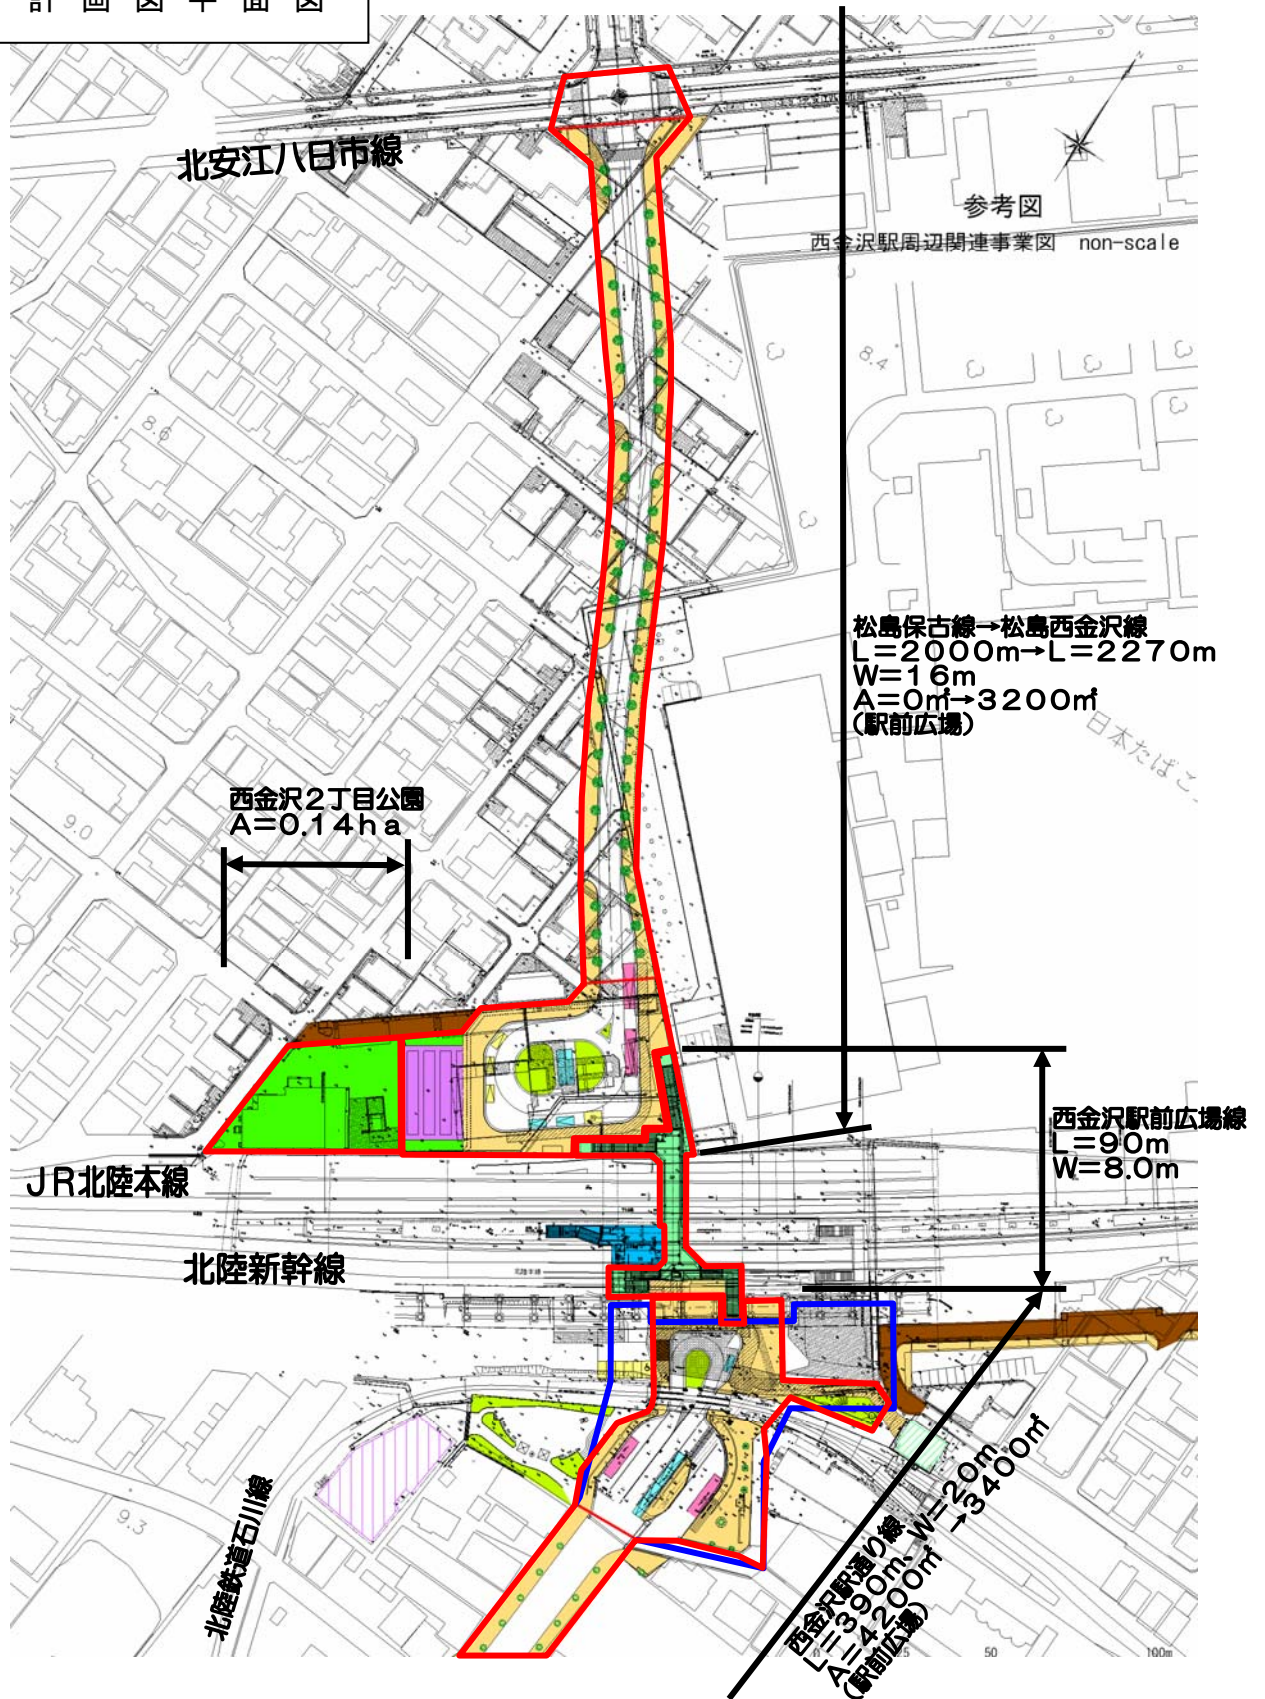 計画図平面図
北安江八日市線
参考図
西金沢駅周辺関連事業図 non-scale
8.4
8.6
松島保古線→松島西金沢線
L=2000m→L=2270m
W=16m
A=0㎡→3200㎡
(駅前広場)
日本たばこ
西金沢2丁目公園
A=0.14ha
9.0
西金沢駅前広場線
L=90m
W=8.0m
JR北陸本線
北陸新幹線
北陸鉄道石川線
9.3
西金沢駅通り線
L=390m、W=20m
A=4200㎡→3400㎡
(駅前広場)
0 25 50 100m